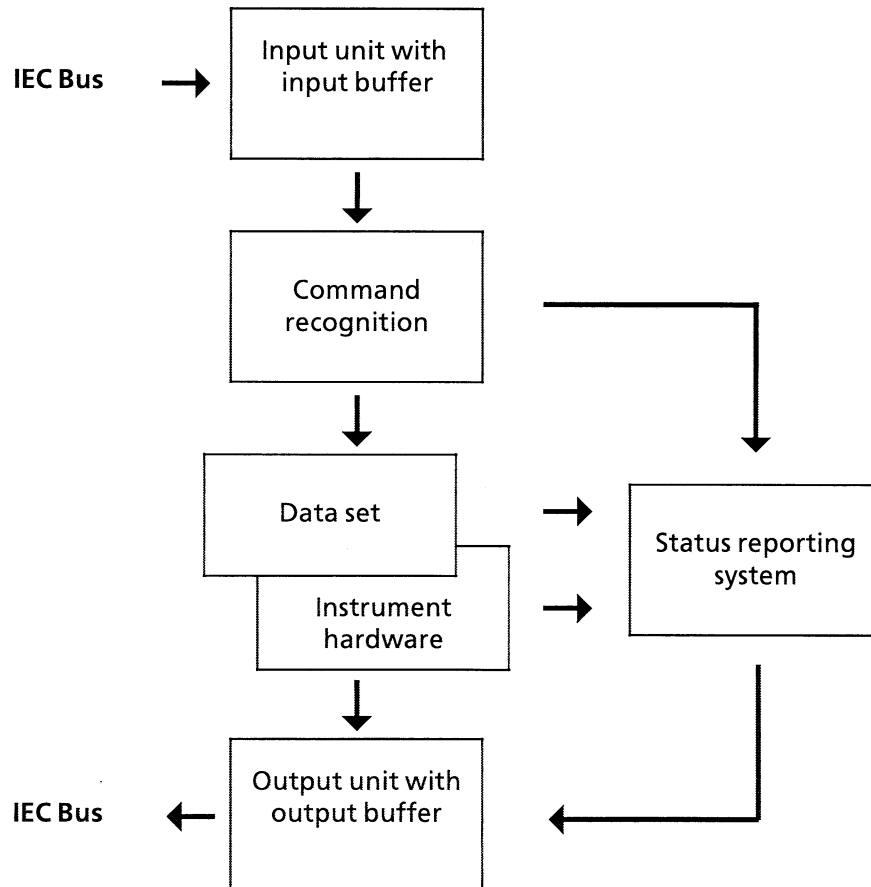 IEC Bus
Input unit with
input buffer
Command
recognition
Data set
Instrument
hardware
Status reporting
system
IEC Bus
Output unit with
output buffer